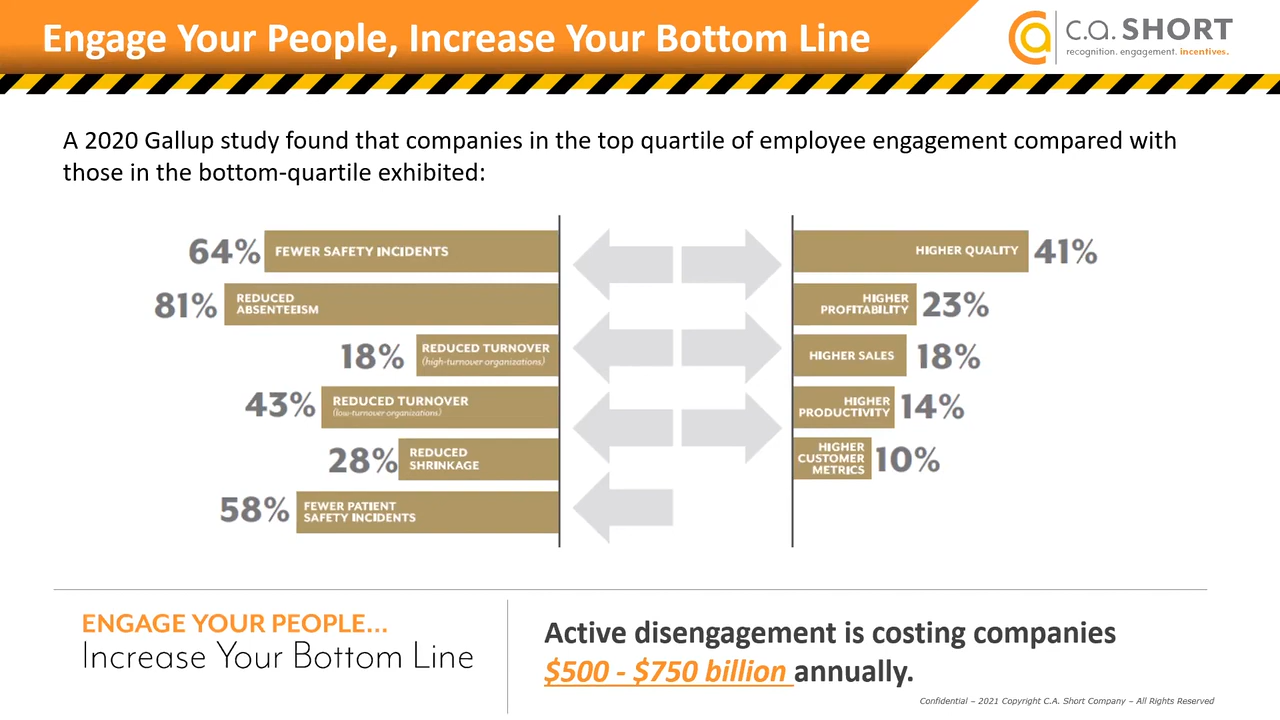 Engage Your People, Increase Your Bottom Line
c.a. SHORT
recognition. engagement. incentives.
A 2020 Gallup study found that companies in the top quartile of employee engagement compared with
those in the bottom-quartile exhibited:
64% FEWER SAFETY INCIDENTS
81% REDUCED
ABSENTEEISM
18% REDUCED TURNOVER
(high-turnover organizations)
43% REDUCED TURNOVER
(low-turnover organizations)
28% REDUCED
SHRINKAGE
58% FEWER PATIENT
SAFETY INCIDENTS
HIGHER QUALITY 41%
HIGHER
PROFITABILITY 23%
HIGHER SALES 18%
HIGHER
PRODUCTIVITY 14%
HIGHER
CUSTOMER
METRICS 10%
ENGAGE YOUR PEOPLE...
Increase Your Bottom Line
Active disengagement is costing companies
$500 - $750 billion annually.
Confidential – 2021 Copyright C.A. Short Company – All Rights Reserved